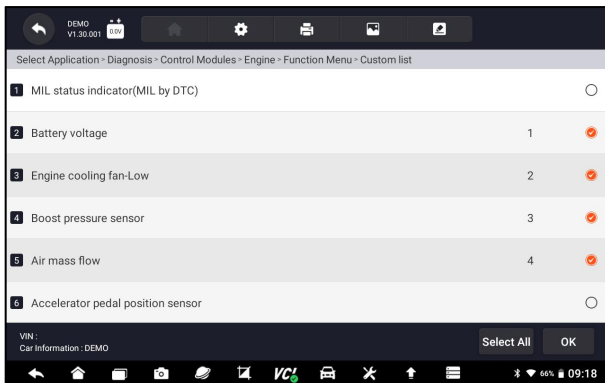 DEMO
V1.30.001
0.0V
Select Application > Diagnosis > Control Modules > Engine > Function Menu > Custom list
1 MIL status indicator(MIL by DTC)
2 Battery voltage 1
3 Engine cooling fan-Low 2
4 Boost pressure sensor 3
5 Air mass flow 4
6 Accelerator pedal position sensor
VIN :
Car Information : DEMO
Select All OK
VCI 66% 09:18